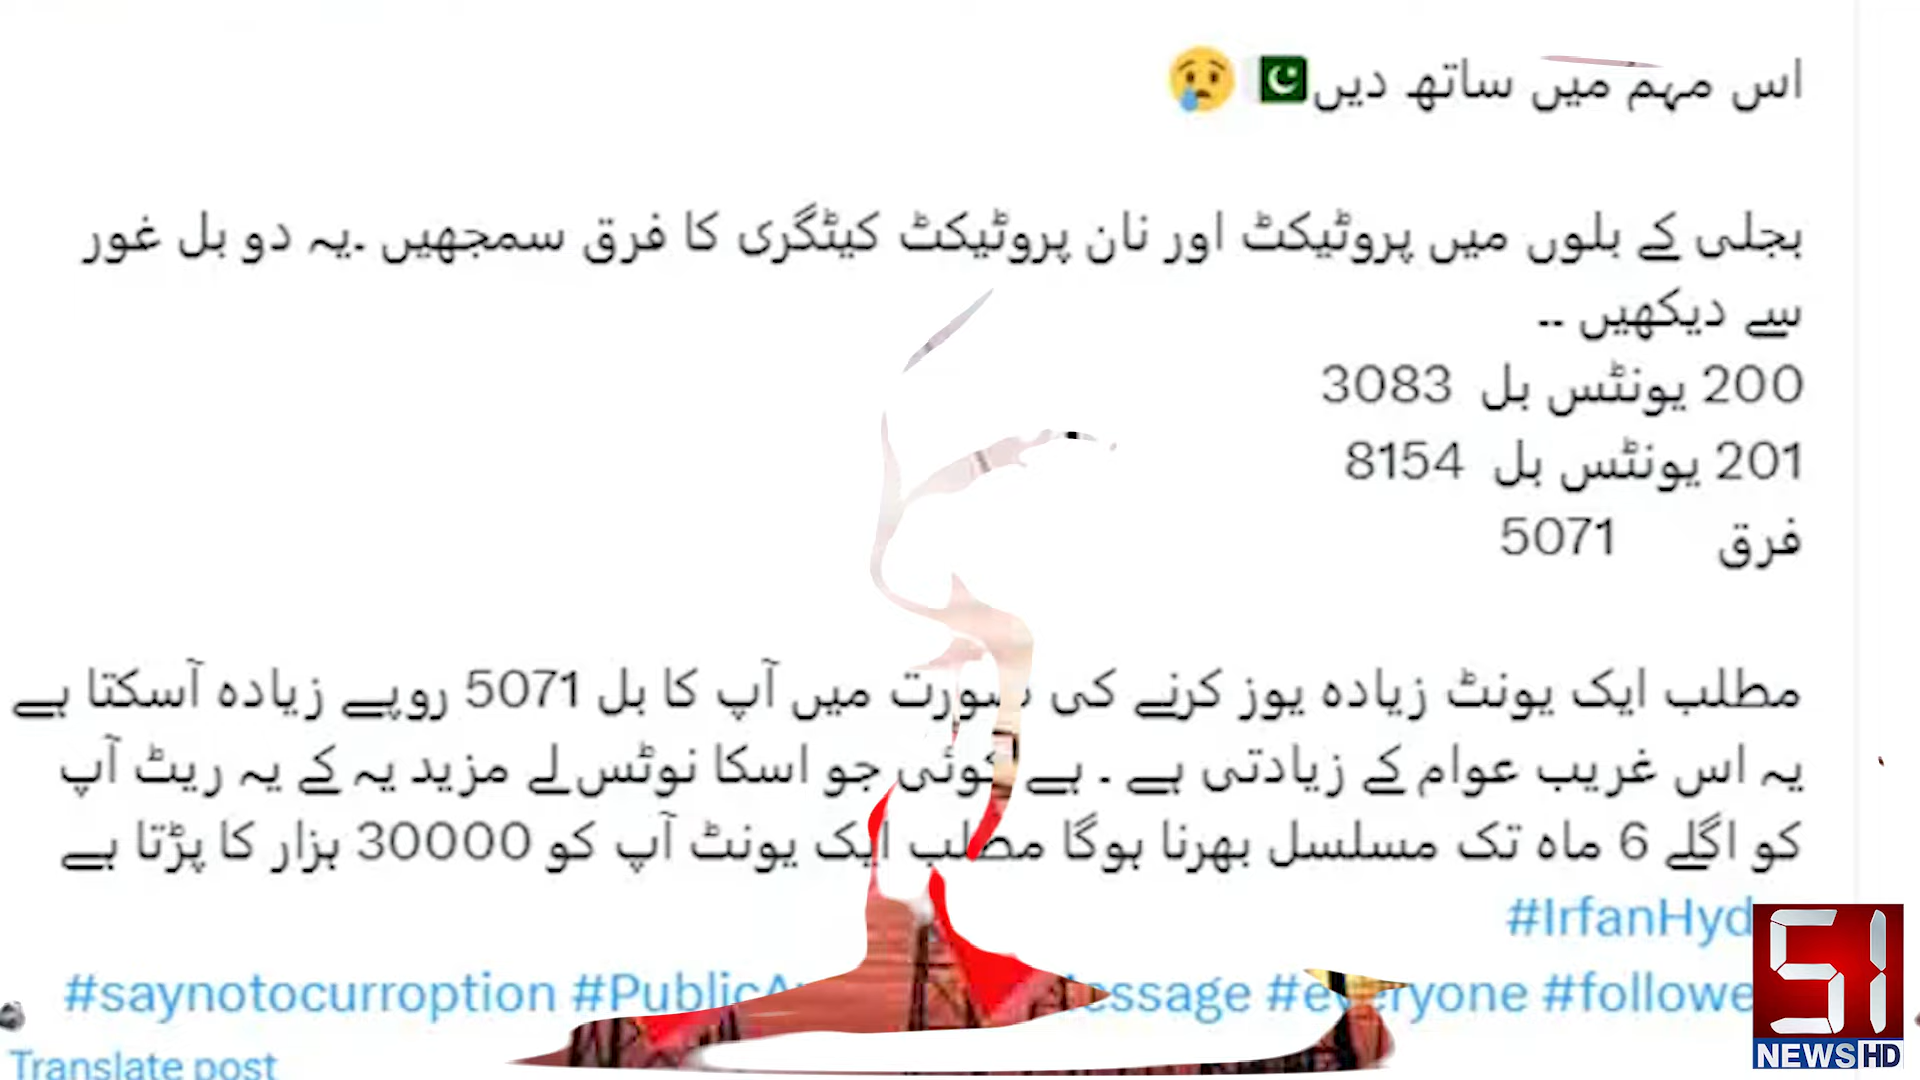 اس مہم میں ساتھ دیں
بجلی کے بلوں میں پروٹیکٹ اور نان پروٹیکٹ کیٹگری کا فرق سمجھیں ۔یہ دو بل غور
سے دیکھیں ۔۔
200 یونٹس بل 3083
201 یونٹس بل 8154
فرق 5071
مطلب ایک یونٹ زیادہ یوز کرنے کی صورت میں آپ کا بل 5071 روپے زیادہ آسکتا ہے
یہ اس غریب عوام کے زیادتی ہے ۔ ہے کوئی جو اسکا نوٹس لے مزید یہ کے یہ ریٹ آپ
کو اگلے 6 ماہ تک مسلسل بھرنا ہوگا مطلب ایک یونٹ آپ کو 30000 ہزار کا پڑتا ہے
#IrfanHyd
#saynotocurroption #everyone #followe
Translate post
51
NEWS HD